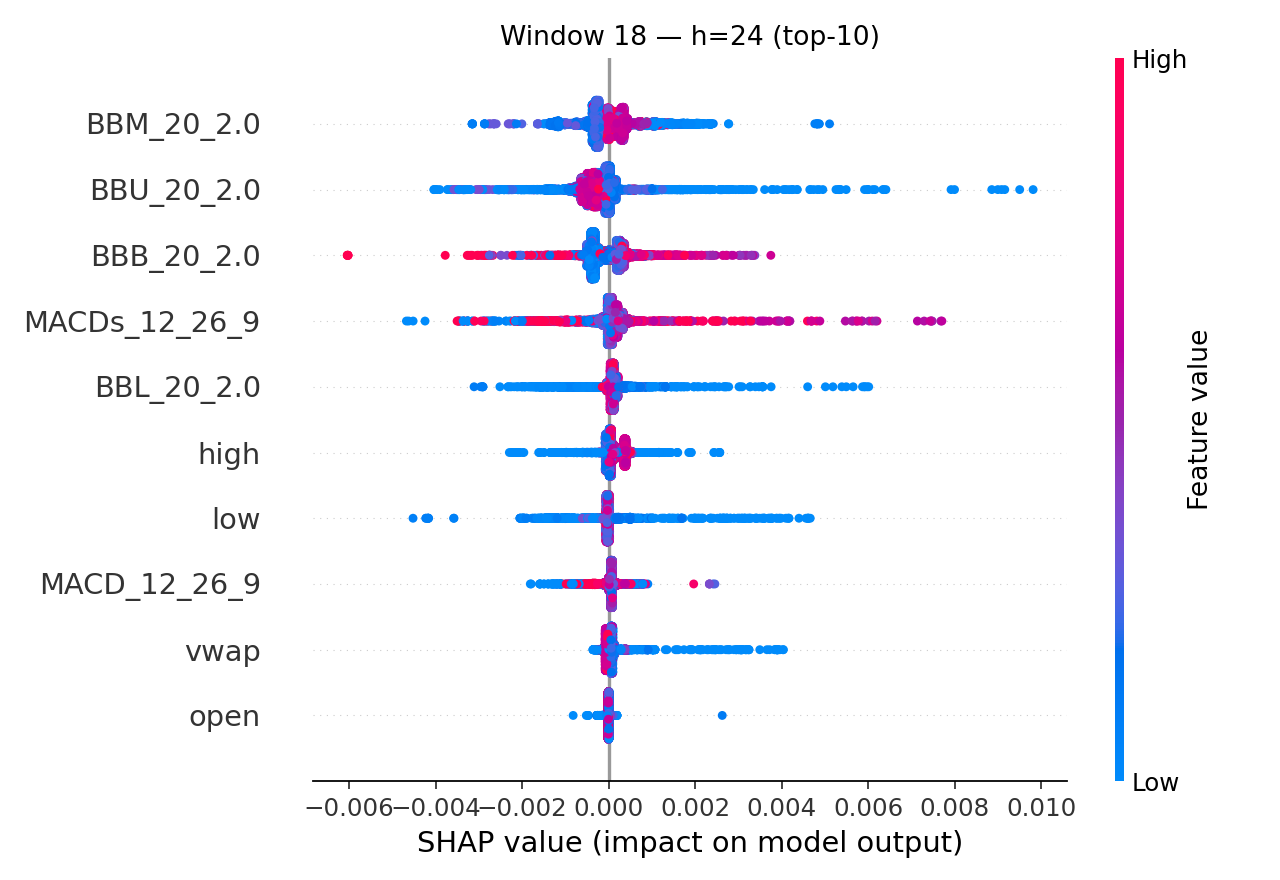 Window 18 — h=24 (top-10)
High
BBM_20_2.0
BBU_20_2.0
BBB_20_2.0
MACDs_12_26_9
BBL_20_2.0
high
low
MACD_12_26_9
vwap
open
Feature value
Low
−0.006 −0.004 −0.002 0.000 0.002 0.004 0.006 0.008 0.010
SHAP value (impact on model output)